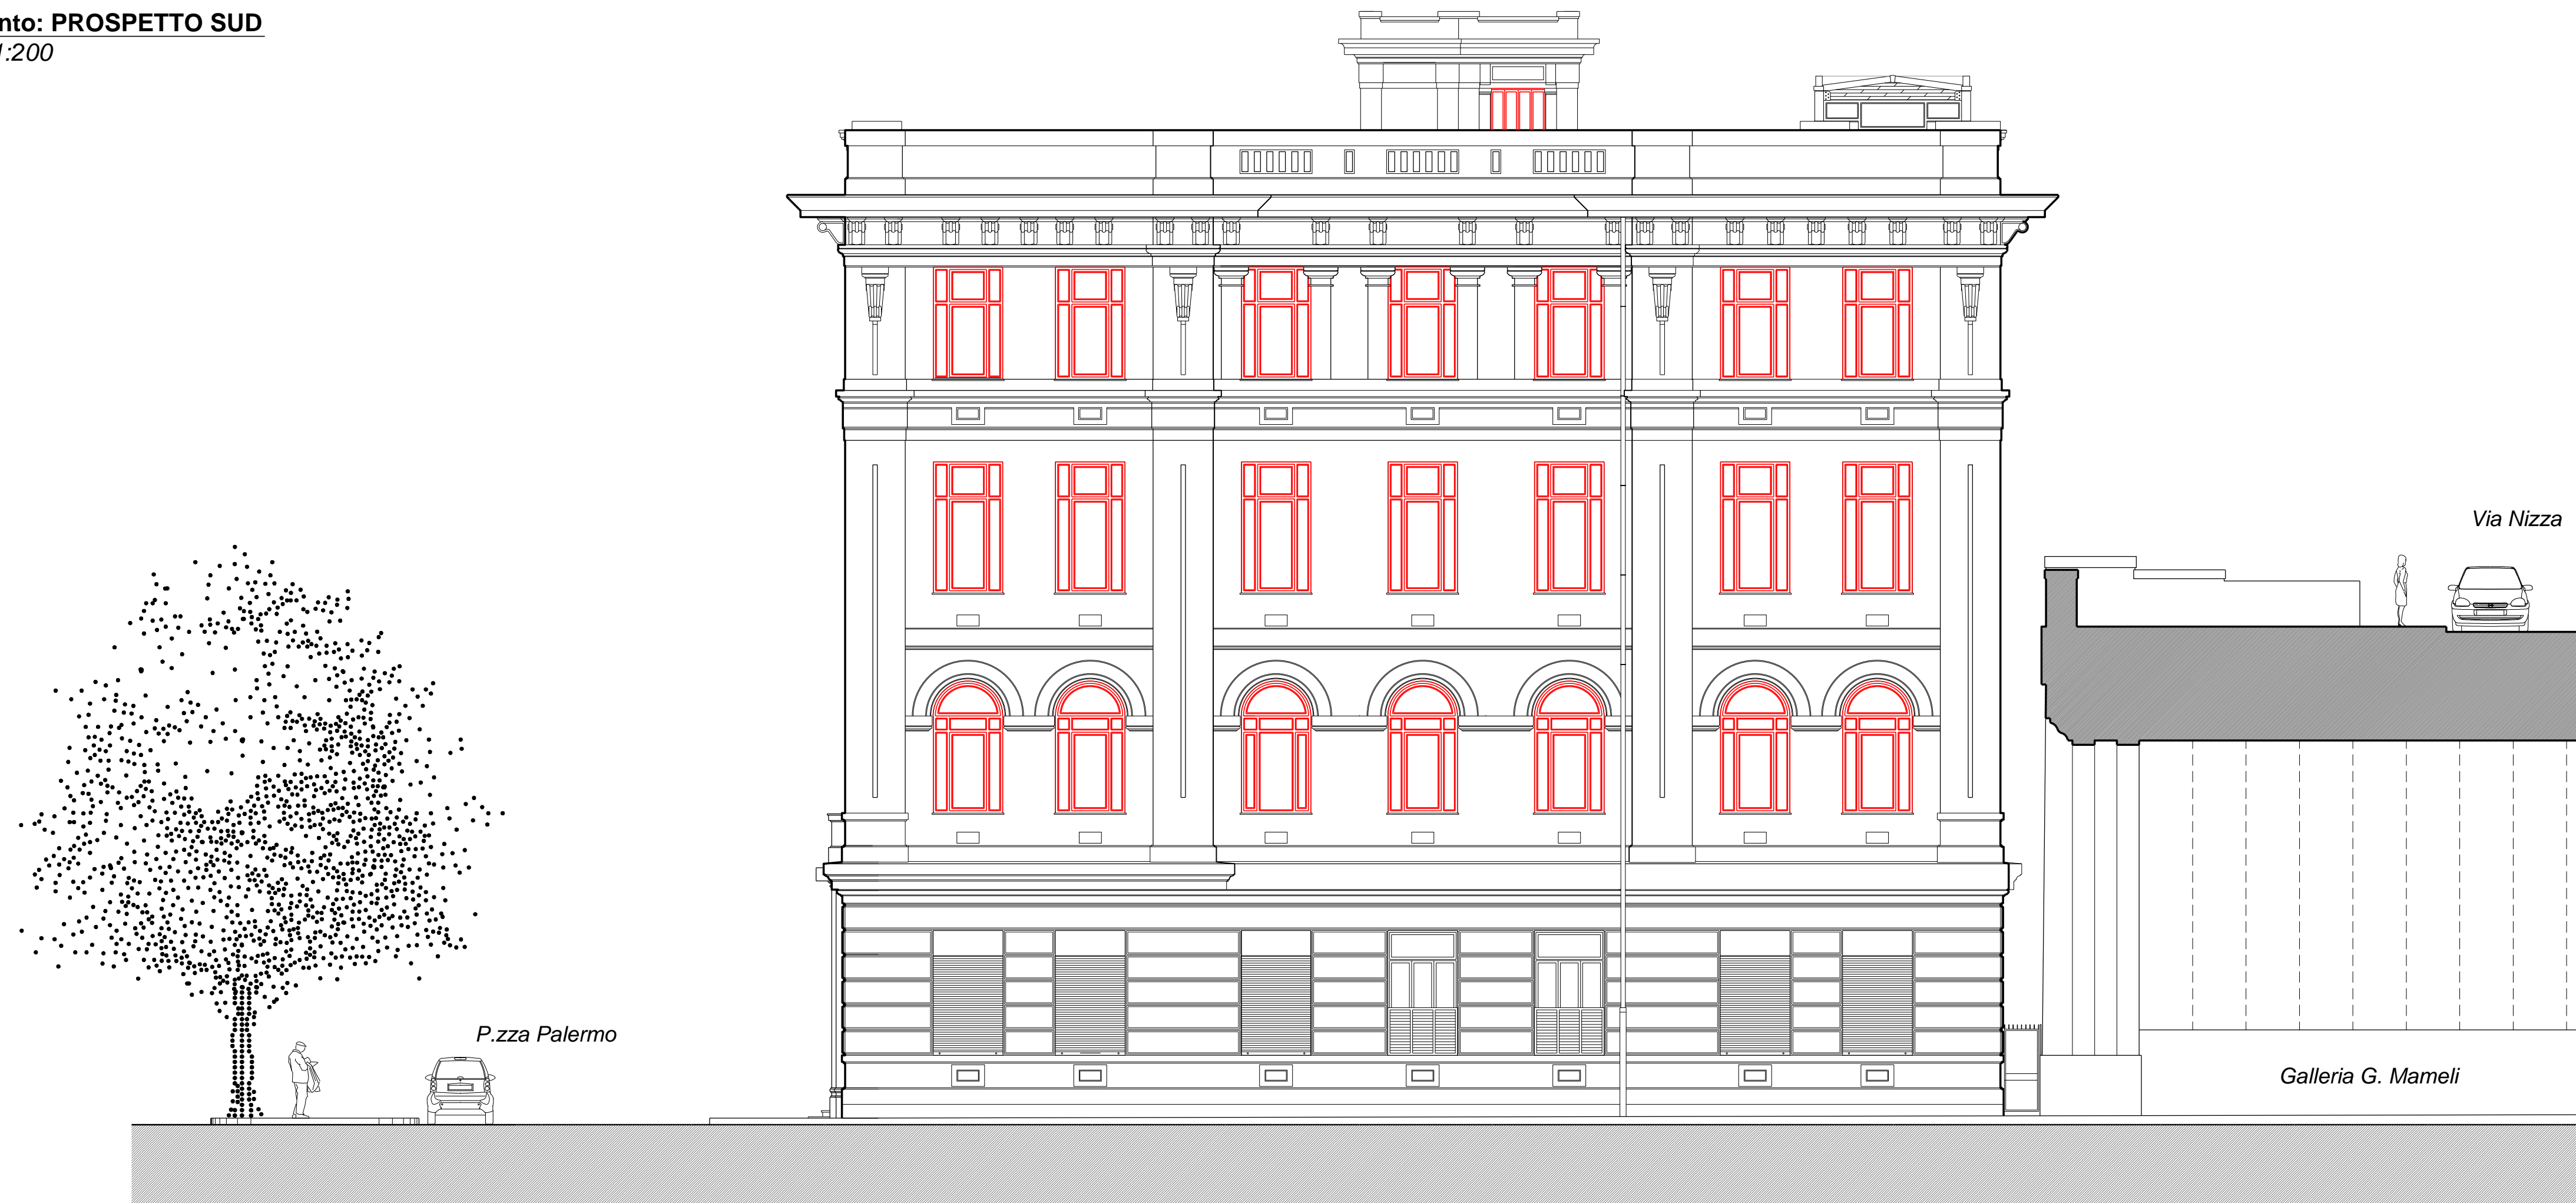 nto: PROSPETTO SUD
1:200
Via Nizza
P.zza Palermo
Galleria G. Mameli